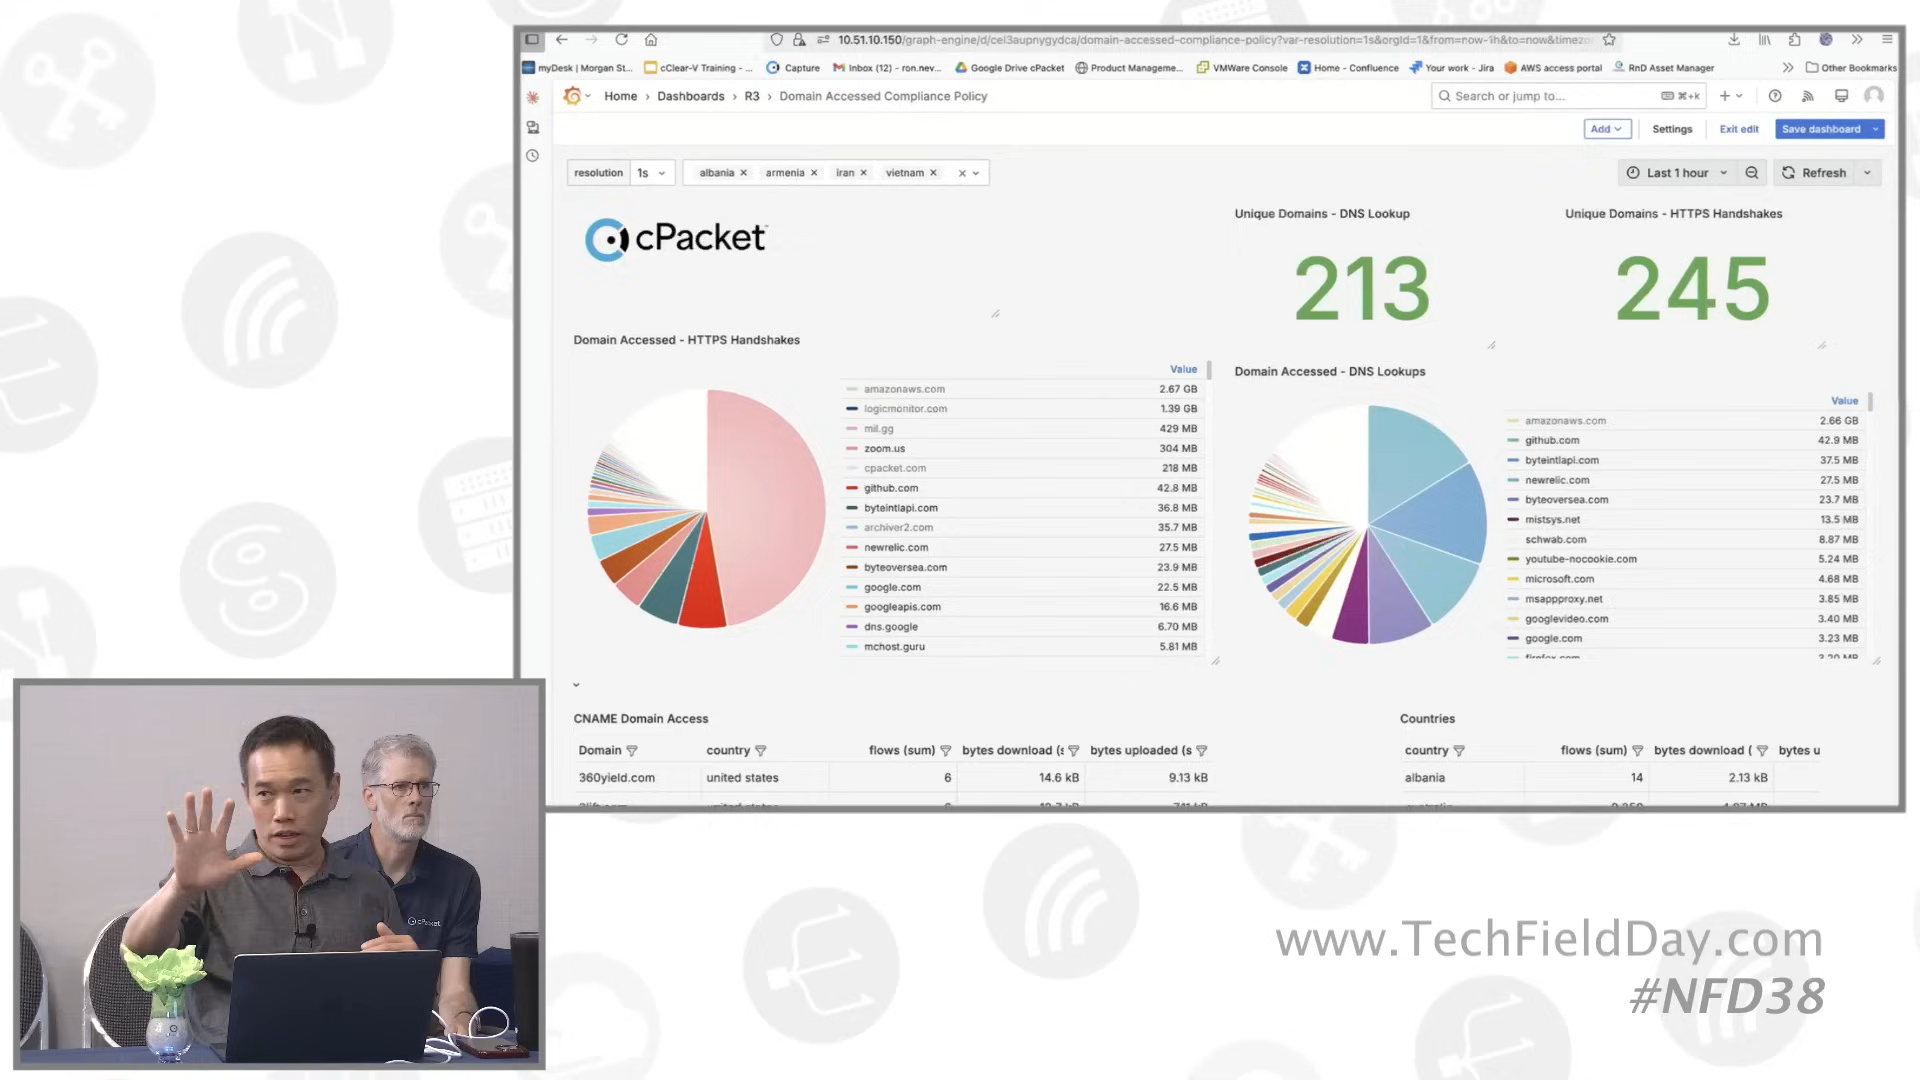 10.51.10.150/graph-engine/d/cei3aupnygydca/domain-accessed-compliance-policy?var-resolution=1s&orgId=1&from=now-1h&to=now&timezo
myDesk | Morgan St... cClear-V Training - ... Capture Inbox (12) - ron.nev... Google Drive cPacket Product Manageme... VMWare Console Home - Confluence Your work - Jira AWS access portal RnD Asset Manager Other Bookmarks
Home > Dashboards > R3 > Domain Accessed Compliance Policy
Search or jump to... ⌘+k
Add Settings Exit edit Save dashboard
resolution 1s albania × armenia × iran × vietnam × ×
Last 1 hour Refresh
cPacket
Unique Domains - DNS Lookup
213
Unique Domains - HTTPS Handshakes
245
Domain Accessed - HTTPS Handshakes
Value
amazonaws.com 2.67 GB
logicmonitor.com 1.39 GB
mil.gg 429 MB
zoom.us 304 MB
cpacket.com 218 MB
github.com 42.8 MB
byteintlapi.com 36.8 MB
archiver2.com 35.7 MB
newrelic.com 27.5 MB
byteoversea.com 23.9 MB
google.com 22.5 MB
googleapis.com 16.6 MB
dns.google 6.70 MB
mchost.guru 5.81 MB
Domain Accessed - DNS Lookups
Value
amazonaws.com 2.66 GB
github.com 42.9 MB
byteintlapi.com 37.5 MB
newrelic.com 27.5 MB
byteoversea.com 23.7 MB
mistsys.net 13.5 MB
schwab.com 8.87 MB
youtube-nocookie.com 5.24 MB
microsoft.com 4.68 MB
msappproxy.net 3.85 MB
googlevideo.com 3.40 MB
google.com 3.23 MB
firefox.com 3.20 MB
CNAME Domain Access
Domain country flows (sum) bytes download (s bytes uploaded (s
360yield.com united states 6 14.6 kB 9.13 kB
Countries
country flows (sum) bytes download ( bytes u
albania 14 2.13 kB
cPacket
www.TechFieldDay.com
#NFD38